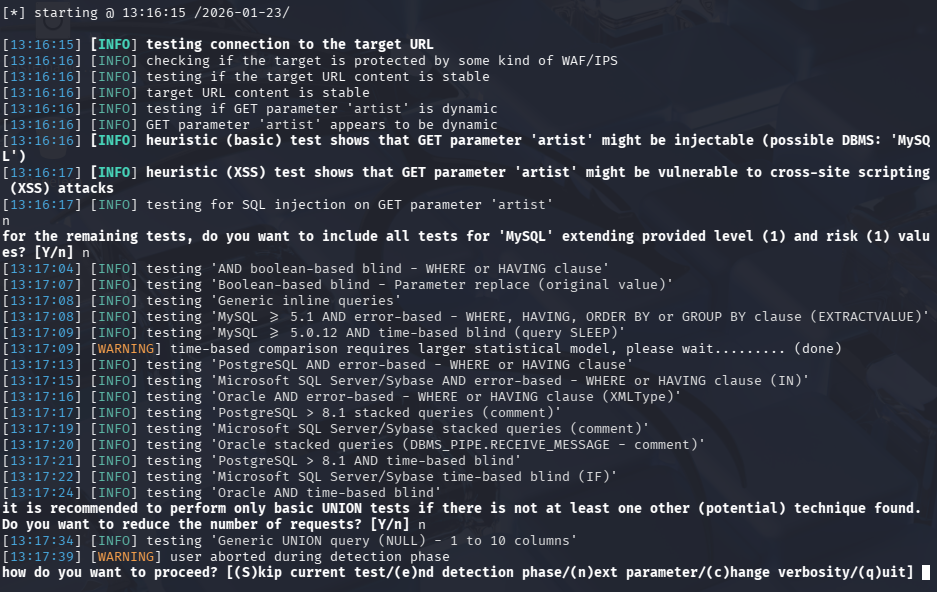 [*] starting @ 13:16:15 /2026-01-23/
[13:16:15] [INFO] testing connection to the target URL
[13:16:16] [INFO] checking if the target is protected by some kind of WAF/IPS
[13:16:16] [INFO] testing if the target URL content is stable
[13:16:16] [INFO] target URL content is stable
[13:16:16] [INFO] testing if GET parameter 'artist' is dynamic
[13:16:16] [INFO] GET parameter 'artist' appears to be dynamic
[13:16:16] [INFO] heuristic (basic) test shows that GET parameter 'artist' might be injectable (possible DBMS: 'MySQ
L')
[13:16:17] [INFO] heuristic (XSS) test shows that GET parameter 'artist' might be vulnerable to cross-site scripting
 (XSS) attacks
[13:16:17] [INFO] testing for SQL injection on GET parameter 'artist'
n
for the remaining tests, do you want to include all tests for 'MySQL' extending provided level (1) and risk (1) valu
es? [Y/n] n
[13:17:04] [INFO] testing 'AND boolean-based blind - WHERE or HAVING clause'
[13:17:07] [INFO] testing 'Boolean-based blind - Parameter replace (original value)'
[13:17:08] [INFO] testing 'Generic inline queries'
[13:17:08] [INFO] testing 'MySQL >= 5.1 AND error-based - WHERE, HAVING, ORDER BY or GROUP BY clause (EXTRACTVALUE)'
[13:17:09] [INFO] testing 'MySQL >= 5.0.12 AND time-based blind (query SLEEP)'
[13:17:09] [WARNING] time-based comparison requires larger statistical model, please wait......... (done)
[13:17:13] [INFO] testing 'PostgreSQL AND error-based - WHERE or HAVING clause'
[13:17:15] [INFO] testing 'Microsoft SQL Server/Sybase AND error-based - WHERE or HAVING clause (IN)'
[13:17:16] [INFO] testing 'Oracle AND error-based - WHERE or HAVING clause (XMLType)'
[13:17:17] [INFO] testing 'PostgreSQL > 8.1 stacked queries (comment)'
[13:17:19] [INFO] testing 'Microsoft SQL Server/Sybase stacked queries (comment)'
[13:17:20] [INFO] testing 'Oracle stacked queries (DBMS_PIPE.RECEIVE_MESSAGE - comment)'
[13:17:21] [INFO] testing 'PostgreSQL > 8.1 AND time-based blind'
[13:17:22] [INFO] testing 'Microsoft SQL Server/Sybase time-based blind (IF)'
[13:17:24] [INFO] testing 'Oracle AND time-based blind'
it is recommended to perform only basic UNION tests if there is not at least one other (potential) technique found.
Do you want to reduce the number of requests? [Y/n] n
[13:17:34] [INFO] testing 'Generic UNION query (NULL) - 1 to 10 columns'
[13:17:39] [WARNING] user aborted during detection phase
how do you want to proceed? [(S)kip current test/(e)nd detection phase/(n)ext parameter/(c)hange verbosity/(q)uit]